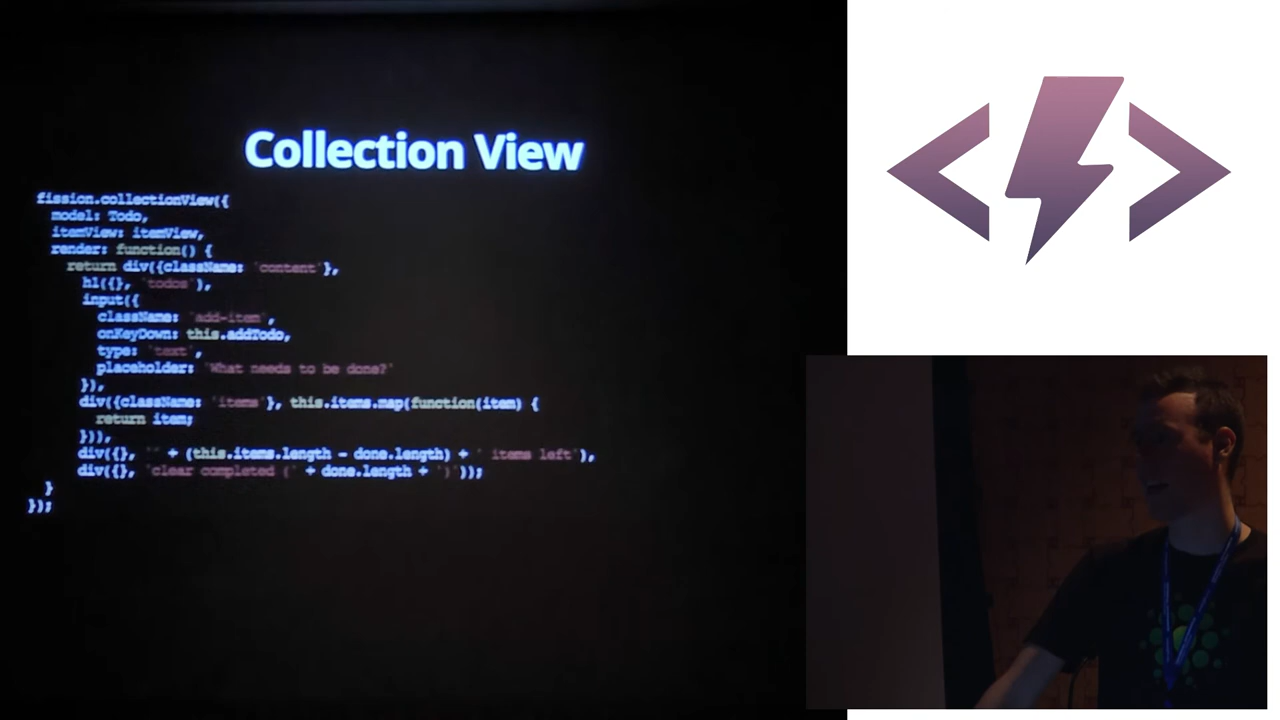 Collection View
fission.collectionView({
model: Todo,
itemView: itemView,
render: function() {
return div({className: 'content'},
h1({}, 'todos'),
input({
className: 'add-item',
onKeyDown: this.addTodo,
type: 'text',
placeholder: 'What needs to be done?'
}),
div({className: 'items'}, this.items.map(function(item) {
return item;
})),
div({}, '' + (this.items.length - done.length) + ' items left'),
div({}, 'clear completed (' + done.length + ')'));
}
});